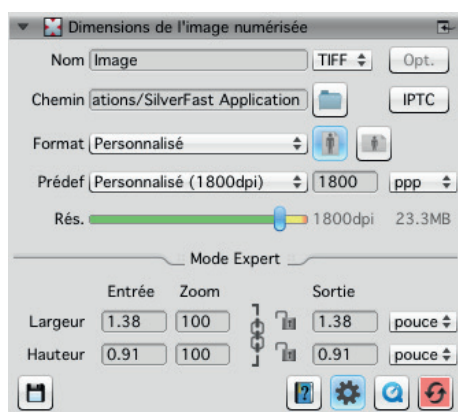 Dimensions de l'image numérisée
Nom Image TIFF Opt.
Chemin ations/SilverFast Application IPTC
Format Personnalisé
Prédef Personnalisé (1800dpi) 1800 ppp
Rés. 1800dpi 23.3MB
Mode Expert
Entrée Zoom Sortie
Largeur 1.38 100 1.38 pouce
Hauteur 0.91 100 0.91 pouce